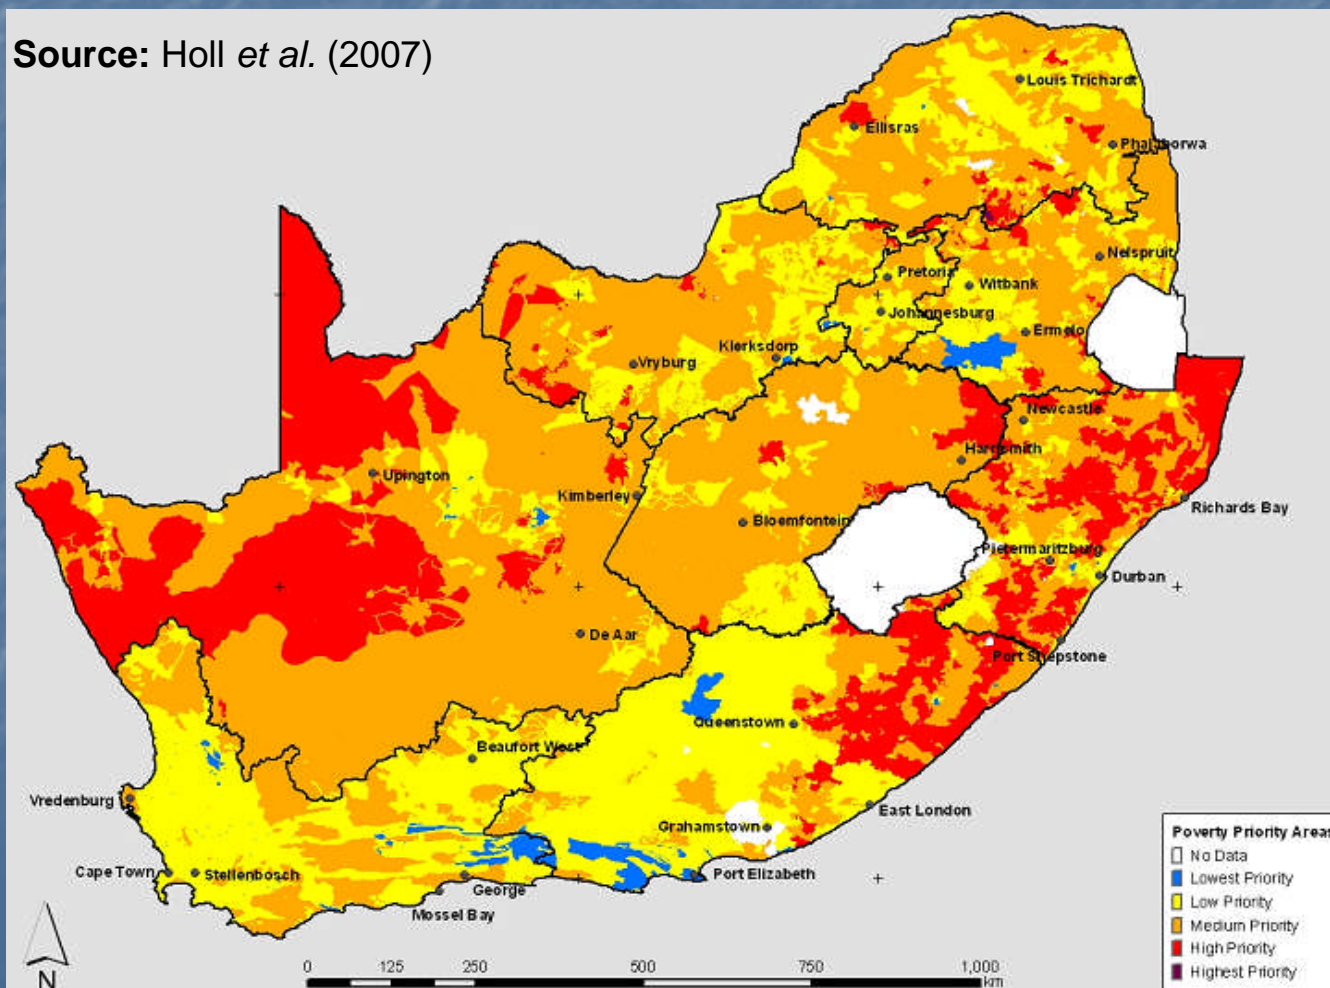 Source: Holl et al. (2007)
Louis Trichardt
Ellisras
Phalaborwa
Nelspruit
Pretoria
Witbank
Johannesburg
Ermelo
Klerksdorp
Vryburg
Newcastle
Harrismith
Upington
Kimberley
Richards Bay
Bloemfontein
Pietermaritzburg
Durban
De Aar
Port Shepstone
Queenstown
Beaufort West
Vredenburg
East London
Grahamstown
Cape Town
Stellenbosch
Port Elizabeth
George
Mossel Bay
Poverty Priority Areas
No Data
Lowest Priority
Low Priority
Medium Priority
High Priority
Highest Priority
N
0 125 250 500 750 1,000
km